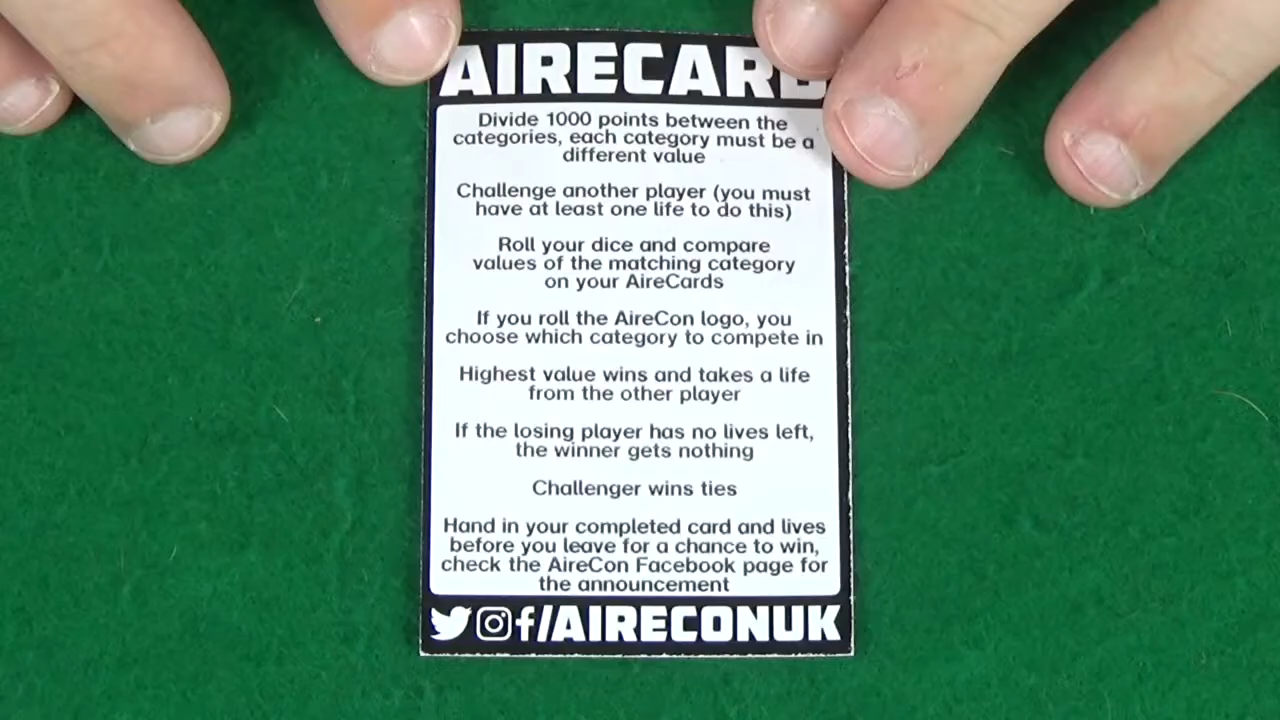 AIRECARD
Divide 1000 points between the
categories, each category must be a
different value
Challenge another player (you must
have at least one life to do this)
Roll your dice and compare
values of the matching category
on your AireCards
If you roll the AireCon logo, you
choose which category to compete in
Highest value wins and takes a life
from the other player
If the losing player has no lives left,
the winner gets nothing
Challenger wins ties
Hand in your completed card and lives
before you leave for a chance to win,
check the AireCon Facebook page for
the announcement
/AIRECONUK